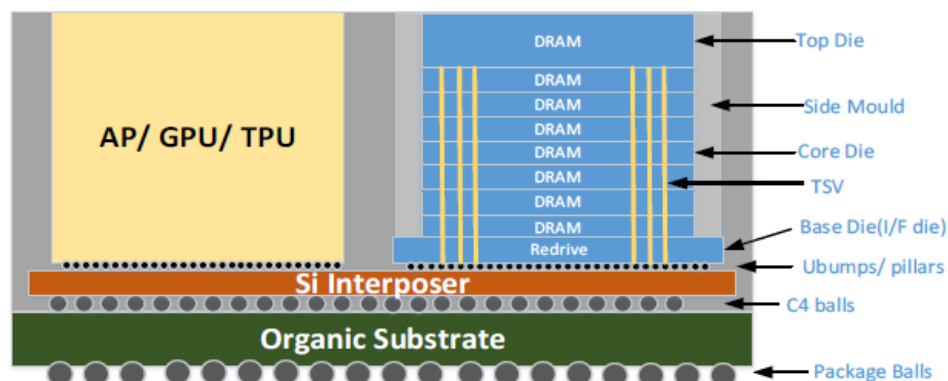 AP/ GPU/ TPU
DRAM
DRAM
DRAM
DRAM
DRAM
DRAM
DRAM
DRAM
Redrive
Top Die
Side Mould
Core Die
TSV
Base Die(I/F die)
Ubumps/ pillars
C4 balls
Package Balls
Si Interposer
Organic Substrate